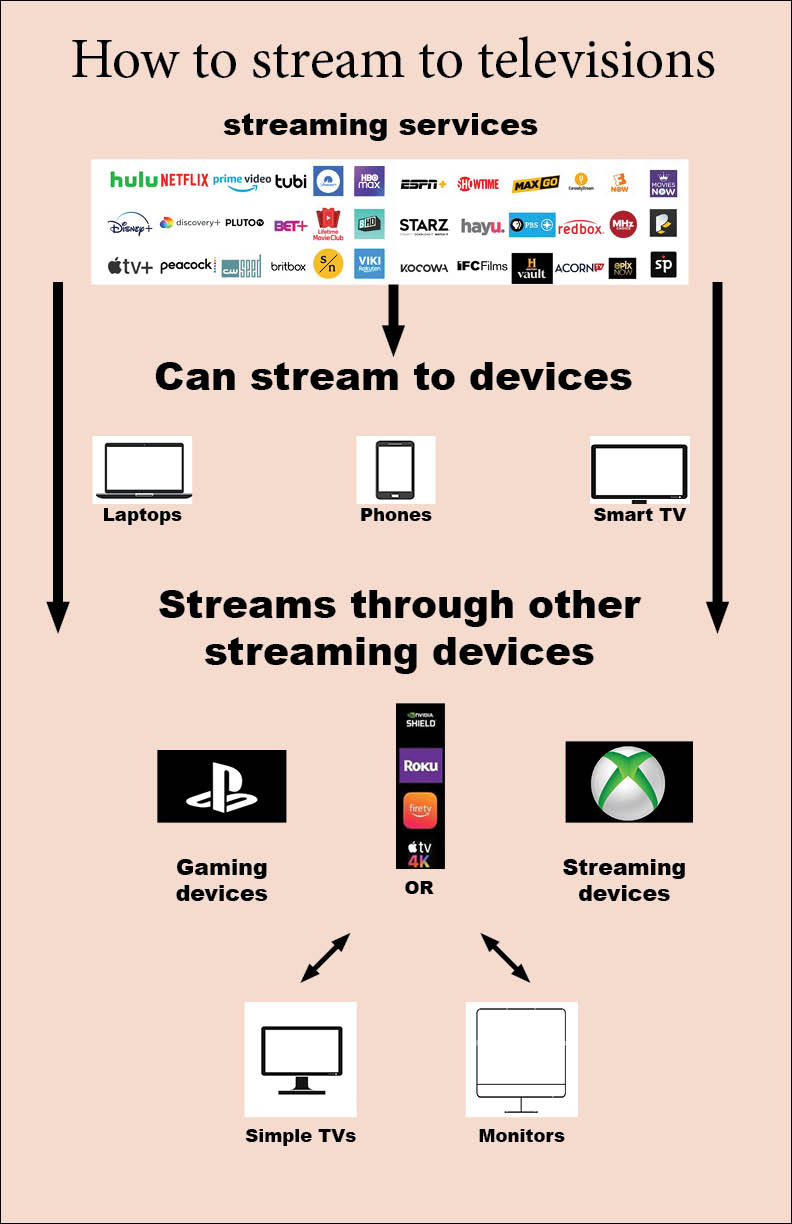 How to stream to televisions
streaming services
hulu NETFLIX prime video tubi HBO max ESPN+ SHOWTIME MAX GO CuriosityStream NOW MOVIES NOW
Disney+ discovery+ PLUTO TV BET+ Lifetime Movie Club BHD STARZ hayu. PBS redbox. MHz CHOICE
tv+ peacock CW seed britbox s/n VIKI Rakuten KOCOWA IFC Films H vault ACORN TV EPIX NOW sp
Can stream to devices
Laptops Phones Smart TV
Streams through other
streaming devices
NVIDIA
SHIELD
ROKU
firetv
tv
4K
Gaming
devices
OR
Streaming
devices
Simple TVs Monitors